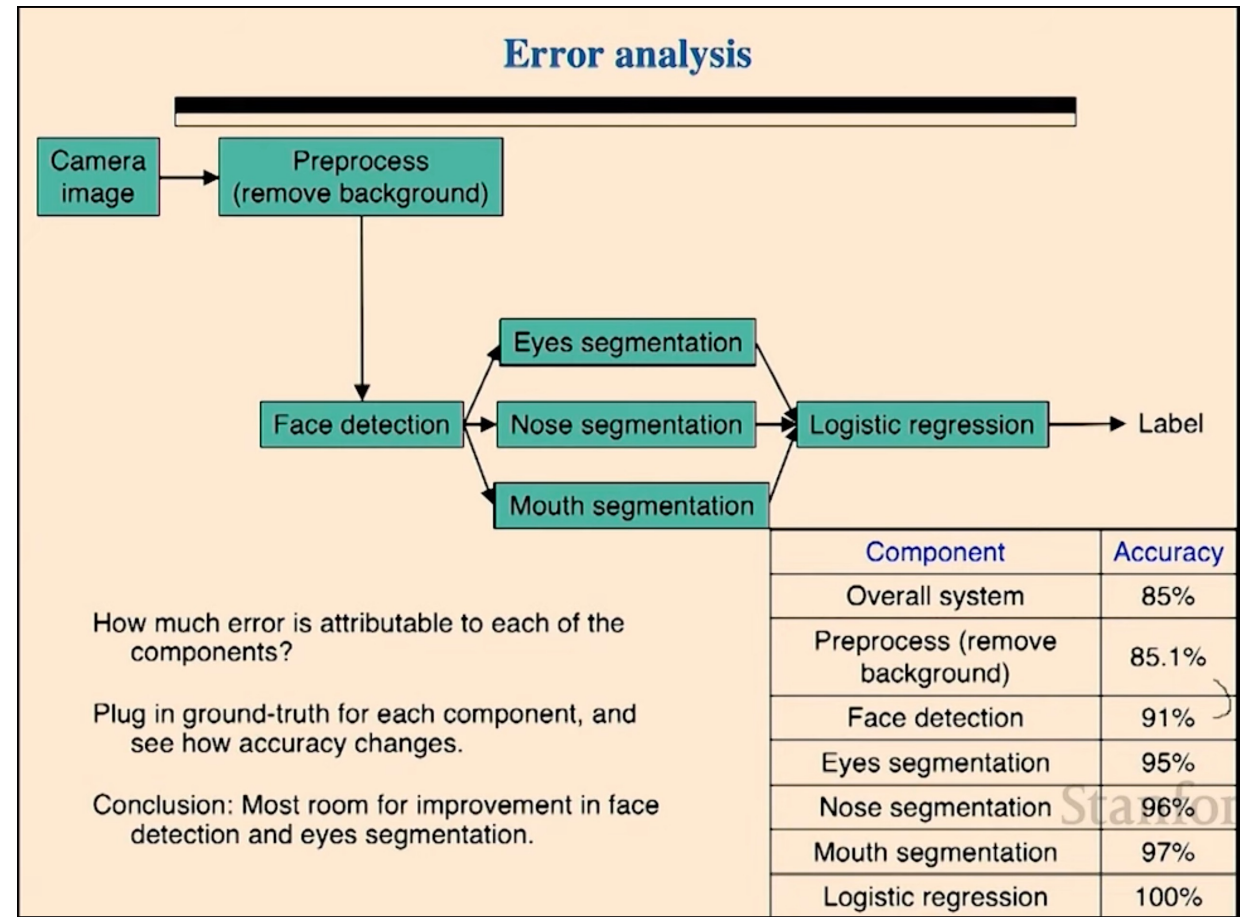 Error analysis
Camera
image
Preprocess
(remove background)
Eyes segmentation
Face detection
Nose segmentation
Logistic regression
Label
Mouth segmentation
How much error is attributable to each of the
components?
Plug in ground-truth for each component, and
see how accuracy changes.
Conclusion: Most room for improvement in face
detection and eyes segmentation.
Component Accuracy
Overall system 85%
Preprocess (remove
background) 85.1%
Face detection 91%
Eyes segmentation 95%
Nose segmentation 96%
Mouth segmentation 97%
Logistic regression 100%